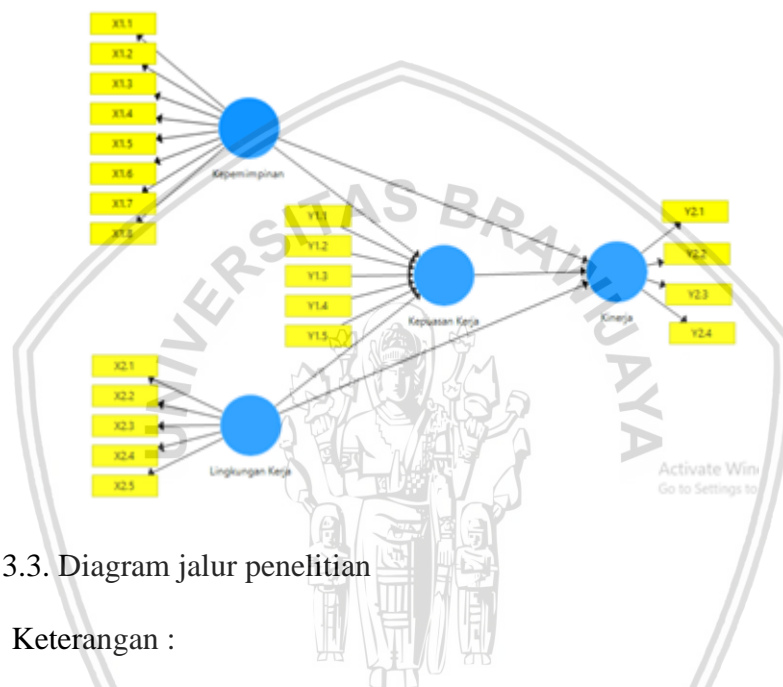 X1.1
X1.2
X1.3
X1.4
X1.5
X1.6
X1.7
X1.8
Kepemimpinan
UNIVERSITAS BRAWIJAYA
Y1.1
Y1.2
Y1.3
Y1.4
Y1.5
Kepuasan Kerja
Kinerja
Y2.1
Y2.2
Y2.3
Y2.4
X2.1
X2.2
X2.3
X2.4
X2.5
Lingkungan Kerja
Activate Win
Go to Settings to
3.3. Diagram jalur penelitian
Keterangan :